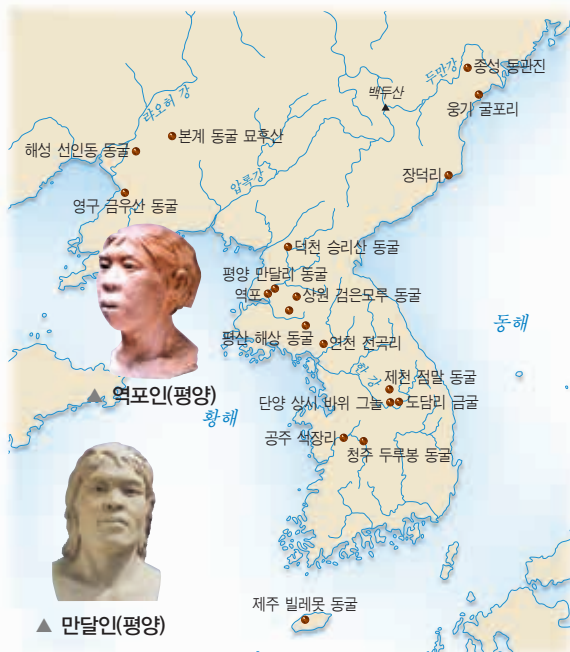 종성 동관진
두만강
백두산
▲
웅기 굴포리
라오허 강
본계 동굴 묘후산
해성 선인동 동굴
장덕리
압록강
영구 금우산 동굴
덕천 승리산 동굴
평양 만달리 동굴
역포
상원 검은모루 동굴
동해
평산 해상 동굴
연천 전곡리
한강
제천 점말 동굴
▲ 역포인(평양)
단양 상시 바위 그늘
도담리 금굴
황해
공주 석장리
청주 두루봉 동굴
제주 빌레못 동굴
▲ 만달인(평양)